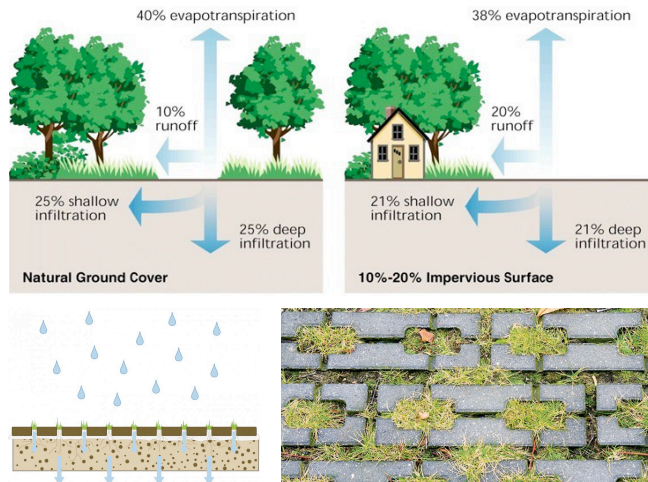 40% evapotranspiration
10%
runoff
25% shallow
infiltration
25% deep
infiltration
Natural Ground Cover
38% evapotranspiration
20%
runoff
21% shallow
infiltration
21% deep
infiltration
10%-20% Impervious Surface